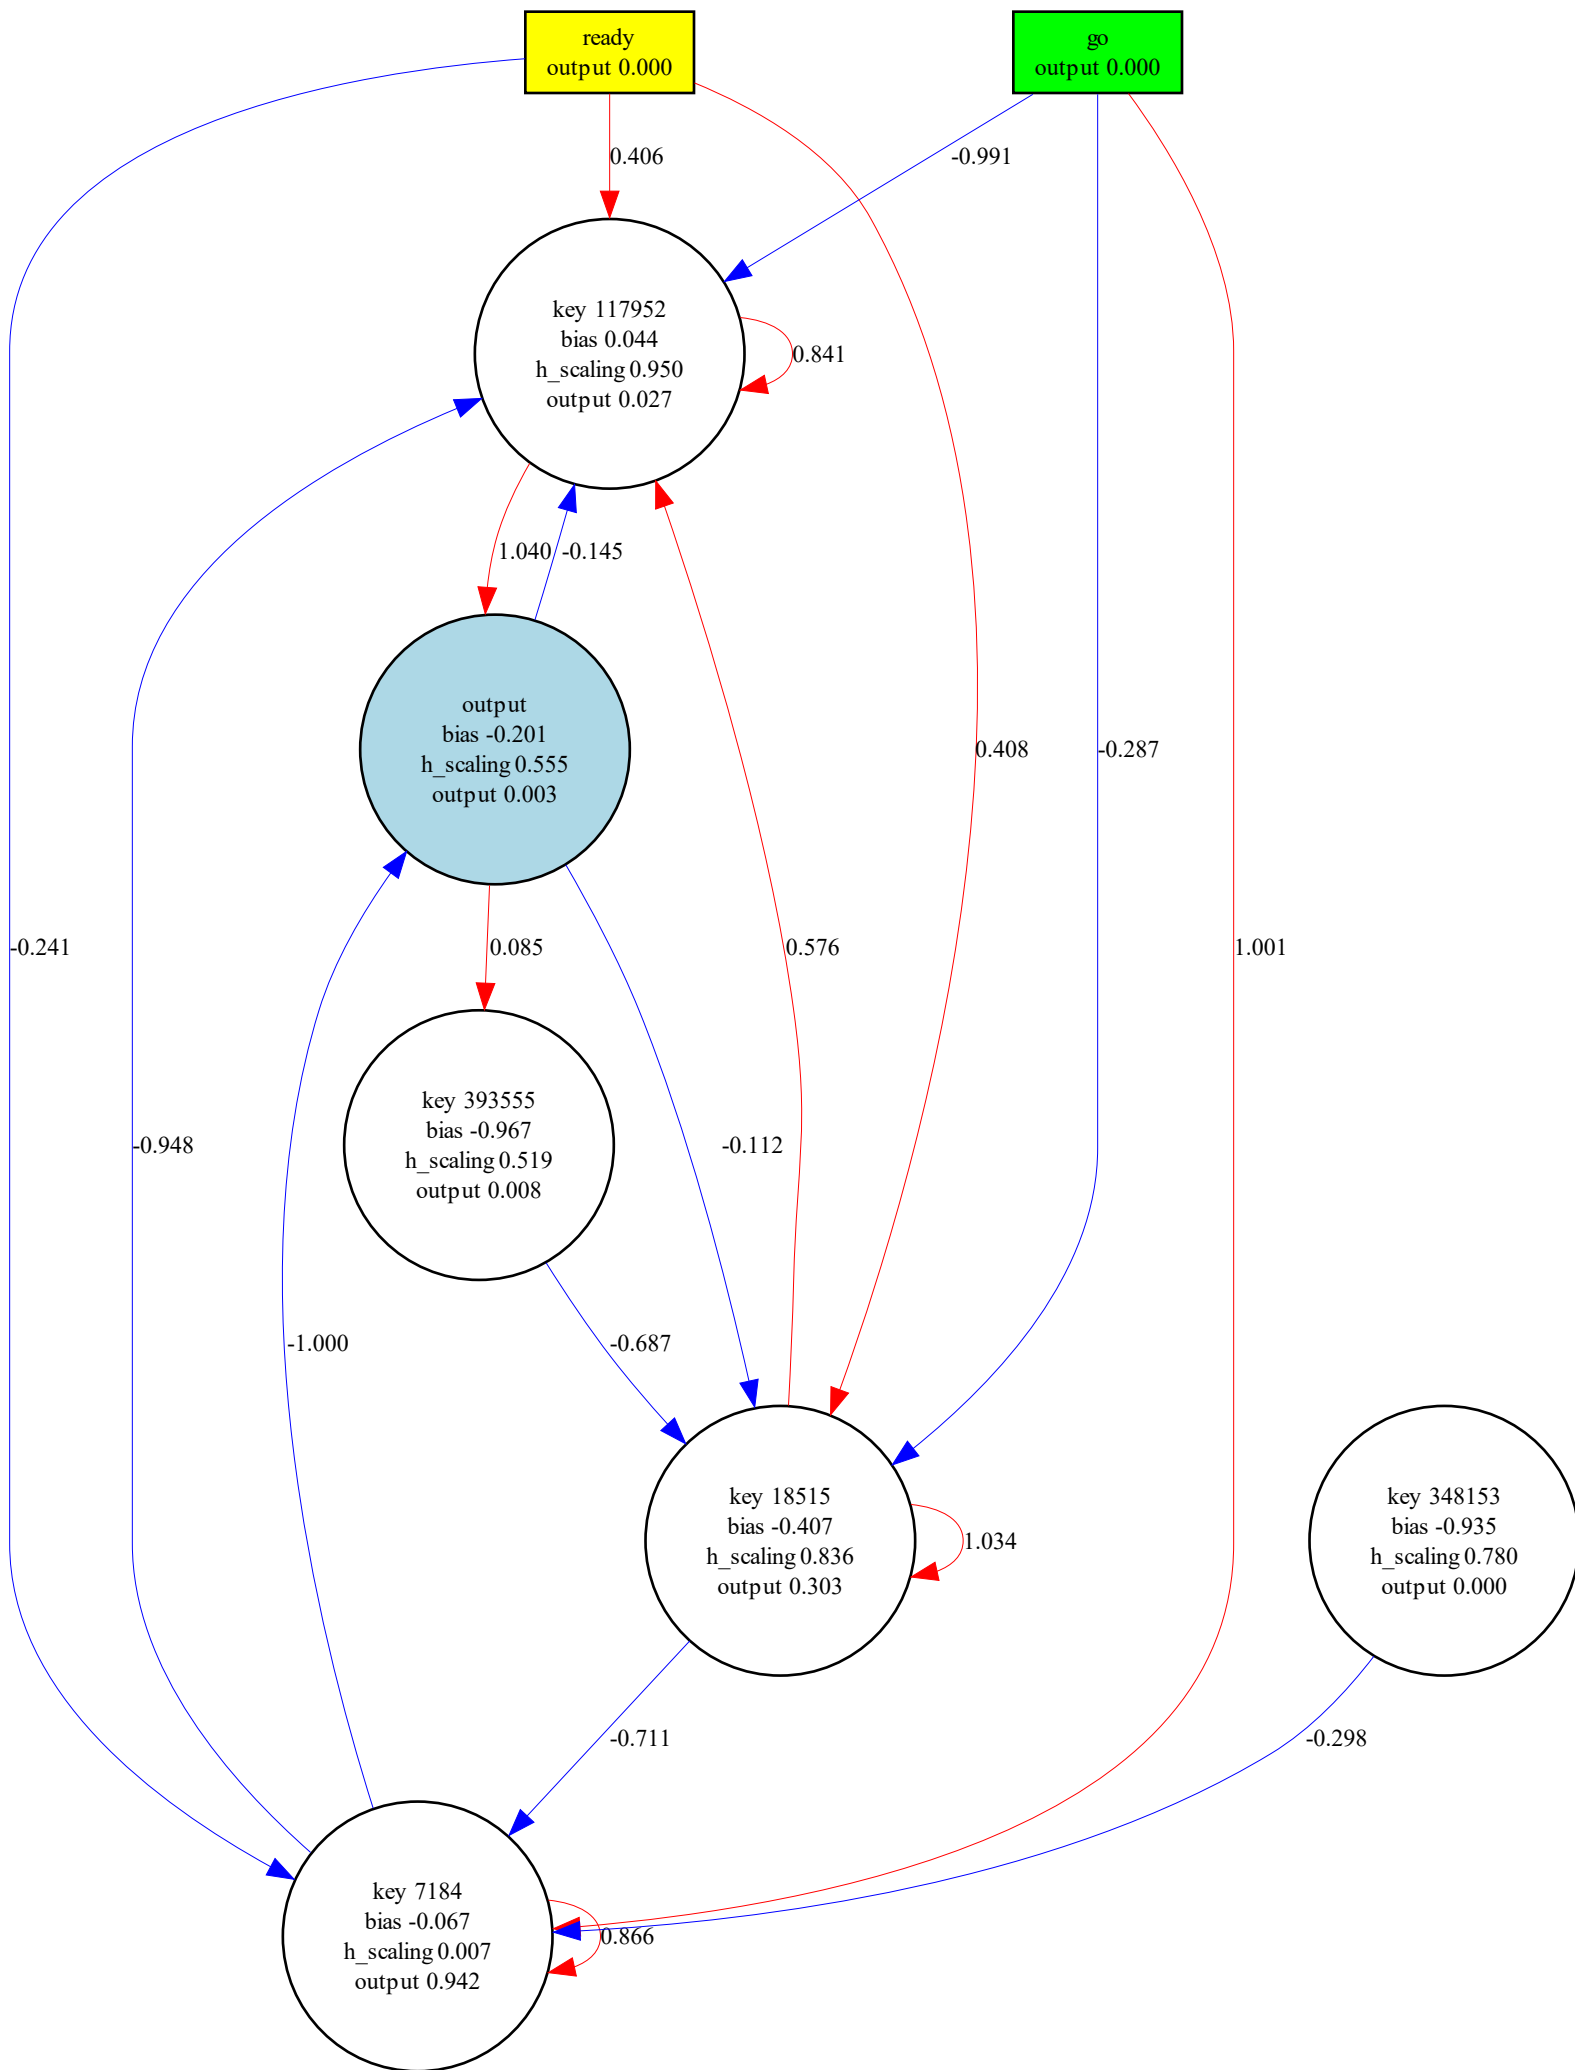 ready
output 0.000
go
output 0.000
0.406
-0.991
key 117952
bias 0.044
h_scaling 0.950
output 0.027
0.841
1.040
-0.145
output
bias -0.201
h_scaling 0.555
output 0.003
0.408
-0.287
-0.241
0.085
0.576
1.001
key 393555
bias -0.967
h_scaling 0.519
output 0.008
-0.948
-0.112
-1.000
-0.687
key 18515
bias -0.407
h_scaling 0.836
output 0.303
1.034
key 348153
bias -0.935
h_scaling 0.780
output 0.000
-0.711
-0.298
key 7184
bias -0.067
h_scaling 0.007
output 0.942
0.866